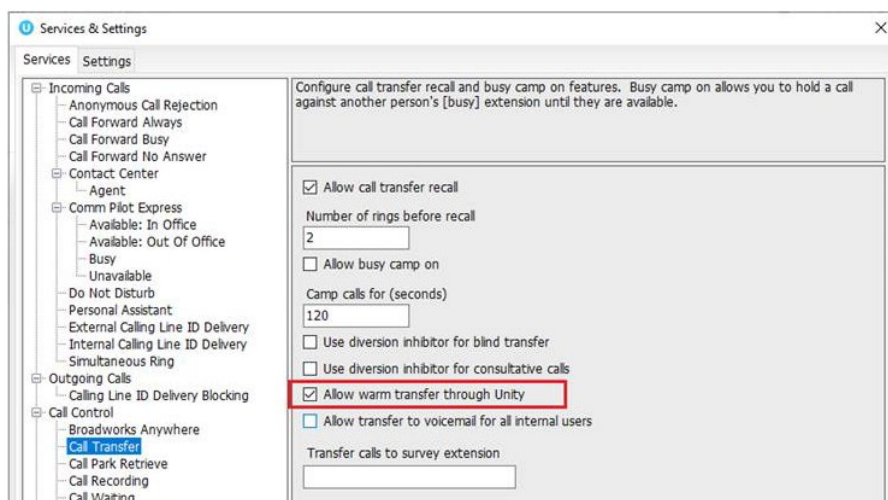 Services & Settings
Services Settings
Incoming Calls
Anonymous Call Rejection
Call Forward Always
Call Forward Busy
Call Forward No Answer
Contact Center
Agent
Comm Pilot Express
Available: In Office
Available: Out Of Office
Busy
Unavailable
Do Not Disturb
Personal Assistant
External Calling Line ID Delivery
Internal Calling Line ID Delivery
Simultaneous Ring
Outgoing Calls
Calling Line ID Delivery Blocking
Call Control
Broadworks Anywhere
Call Transfer
Call Park Retrieve
Call Recording
Call Waiting
Configure call transfer recall and busy camp on features. Busy camp on allows you to hold a call
against another person's [busy] extension until they are available.
Allow call transfer recall
Number of rings before recall
2
Allow busy camp on
Camp calls for (seconds)
120
Use diversion inhibitor for blind transfer
Use diversion inhibitor for consultative calls
Allow warm transfer through Unity
Allow transfer to voicemail for all internal users
Transfer calls to survey extension